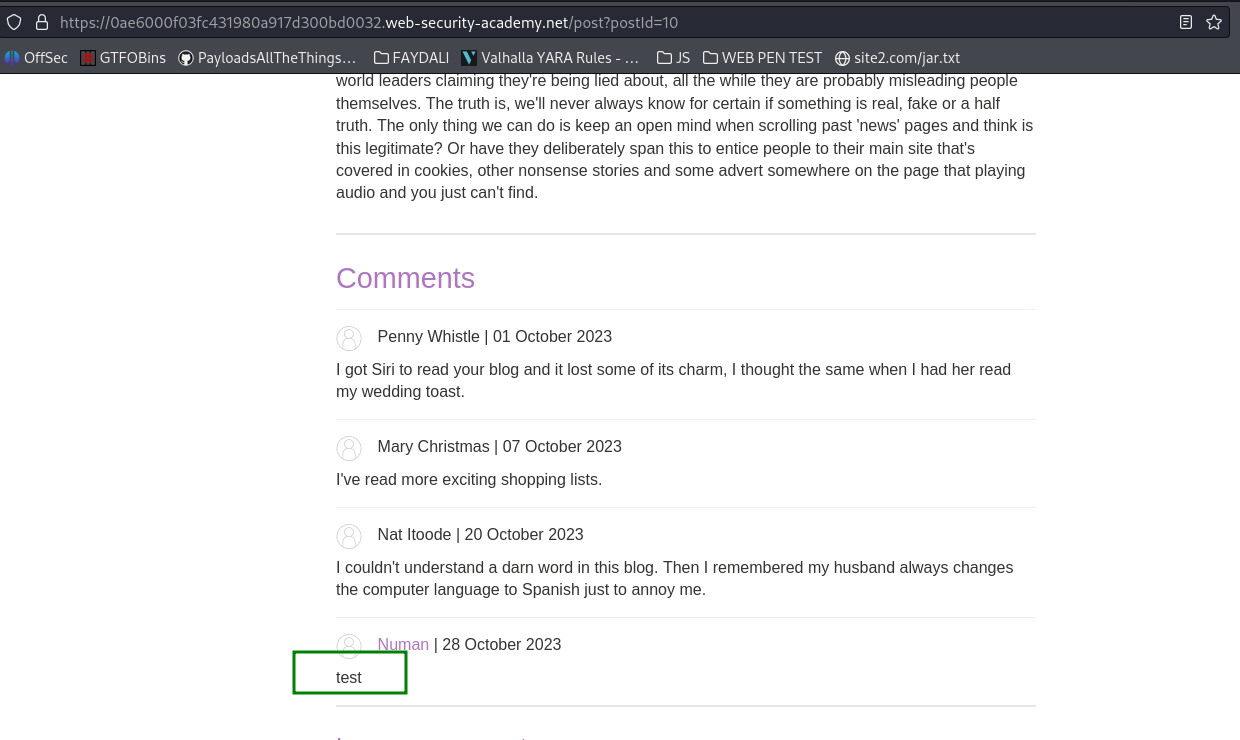 https://0ae6000f03fc431980a917d300bd0032.web-security-academy.net/post?postId=10
OffSec GTFOBins PayloadsAllTheThings… FAYDALI Valhalla YARA Rules - … JS WEB PEN TEST site2.com/jar.txt
world leaders claiming they're being lied about, all the while they are probably misleading people
themselves. The truth is, we'll never always know for certain if something is real, fake or a half
truth. The only thing we can do is keep an open mind when scrolling past 'news' pages and think is
this legitimate? Or have they deliberately span this to entice people to their main site that's
covered in cookies, other nonsense stories and some advert somewhere on the page that playing
audio and you just can't find.
Comments
Penny Whistle | 01 October 2023
I got Siri to read your blog and it lost some of its charm, I thought the same when I had her read
my wedding toast.
Mary Christmas | 07 October 2023
I've read more exciting shopping lists.
Nat Itoode | 20 October 2023
I couldn't understand a darn word in this blog. Then I remembered my husband always changes
the computer language to Spanish just to annoy me.
Numan | 28 October 2023
test